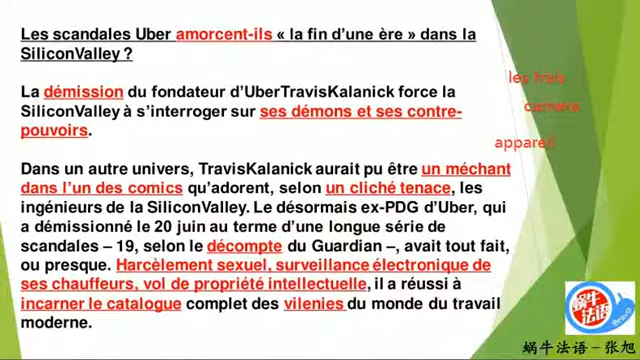 Les scandales Uber amorcent-ils « la fin d'une ère » dans la
SiliconValley ?
La démission du fondateur d'UberTravisKalanick force la
SiliconValley à s'interroger sur ses démons et ses contre-
pouvoirs.
Dans un autre univers, TravisKalanick aurait pu être un méchant
dans l'un des comics qu'adorent, selon un cliché tenace, les
ingénieurs de la SiliconValley. Le désormais ex-PDG d'Uber, qui
a démissionné le 20 juin au terme d'une longue série de
scandales – 19, selon le décompte du Guardian –, avait tout fait,
ou presque. Harcèlement sexuel, surveillance électronique de
ses chauffeurs, vol de propriété intellectuelle, il a réussi à
incarner le catalogue complet des vilenies du monde du travail
moderne.
les frais
caméra
appareil
蜗牛
法语
蜗牛法语－张旭